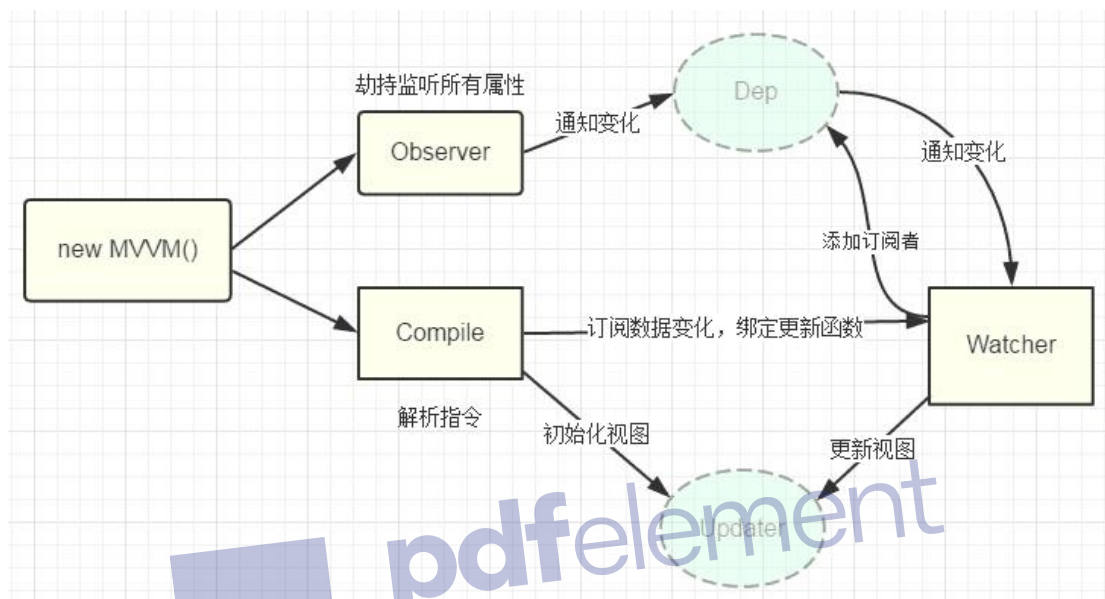 劫持监听所有属性
Dep
Observer
通知变化
通知变化
new MVVM()
添加订阅者
Compile
订阅数据变化，绑定更新函数
Watcher
解析指令
初始化视图
更新视图
Updater
pdfelement